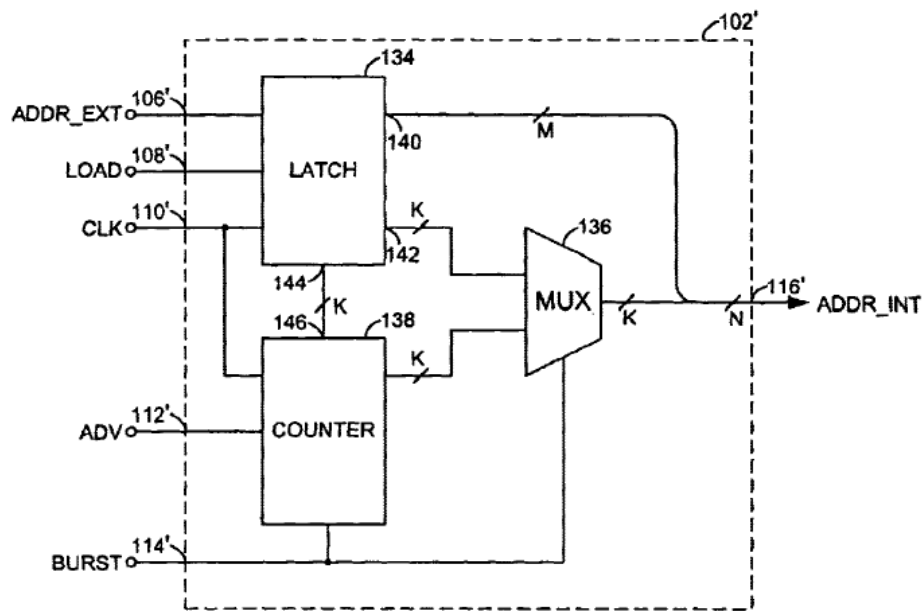 102'
134
ADDR_EXT 106'
140
M
LOAD 108'
LATCH
CLK 110'
142
K
136
144
K
MUX
K
N
116'
ADDR_INT
146
138
K
ADV 112'
COUNTER
BURST 114'